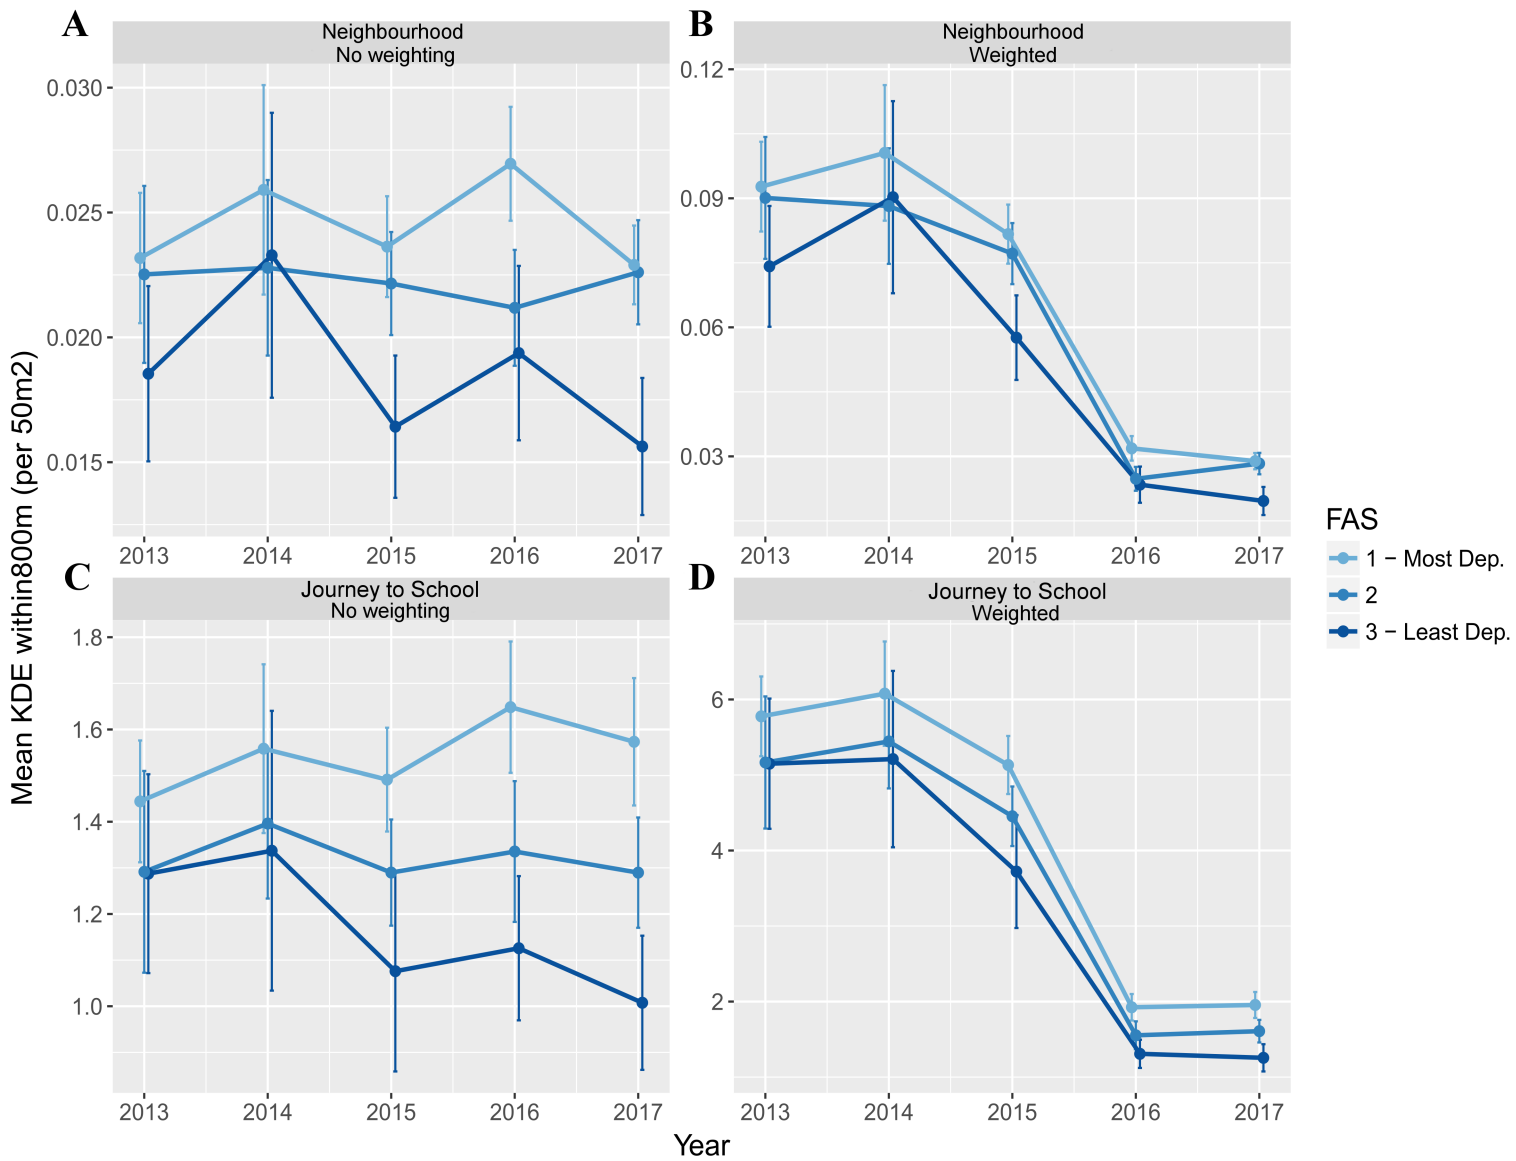 A
Neighbourhood
No weighting
0.030
0.025
0.020
0.015
2013 2014 2015 2016 2017
B
Neighbourhood
Weighted
0.12
0.09
0.06
0.03
2013 2014 2015 2016 2017
C
Journey to School
No weighting
1.8
1.6
1.4
1.2
1.0
2013 2014 2015 2016 2017
D
Journey to School
Weighted
6
4
2
2013 2014 2015 2016 2017
Mean KDE within800m (per 50m2)
Year
FAS
1 − Most Dep.
2
3 − Least Dep.